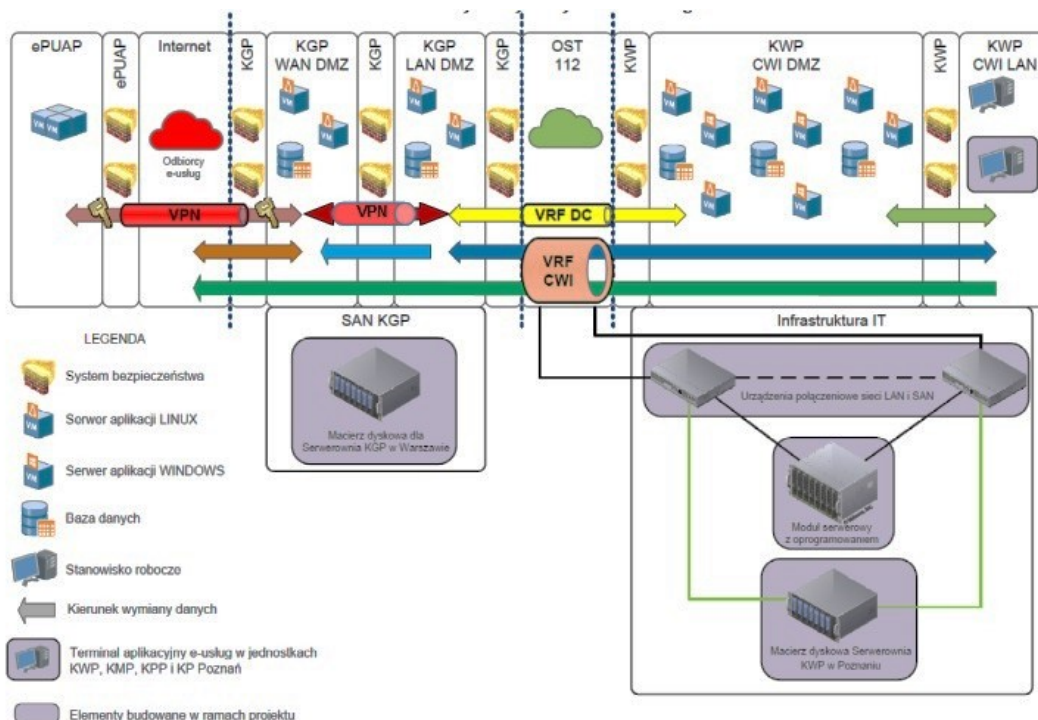 ePUAP
ePUAP
Internet
KGP
KGP
WAN DMZ
KGP
KGP
LAN DMZ
KGP
OST
112
KWP
KWP
CWI DMZ
KWP
KWP
CWI LAN
VM VM
Odbiorcy
e-usług
VPN
VPN
VRF DC
VRF
CWI
SAN KGP
Macierz dyskowa dla
Serwerownia KGP w Warszawie
Infrastruktura IT
Urządzenia połączeniowe sieci LAN i SAN
Moduł serwerowy
z oprogramowaniem
Macierz dyskowa Serwerownia
KWP w Poznaniu
LEGENDA
System bezpieczeństwa
Serwer aplikacji LINUX
Serwer aplikacji WINDOWS
Baza danych
Stanowisko robocze
Kierunek wymiany danych
Terminal aplikacyjny e-usług w jednostkach
KWP, KMP, KPP i KP Poznań
Elementy budowane w ramach projektu